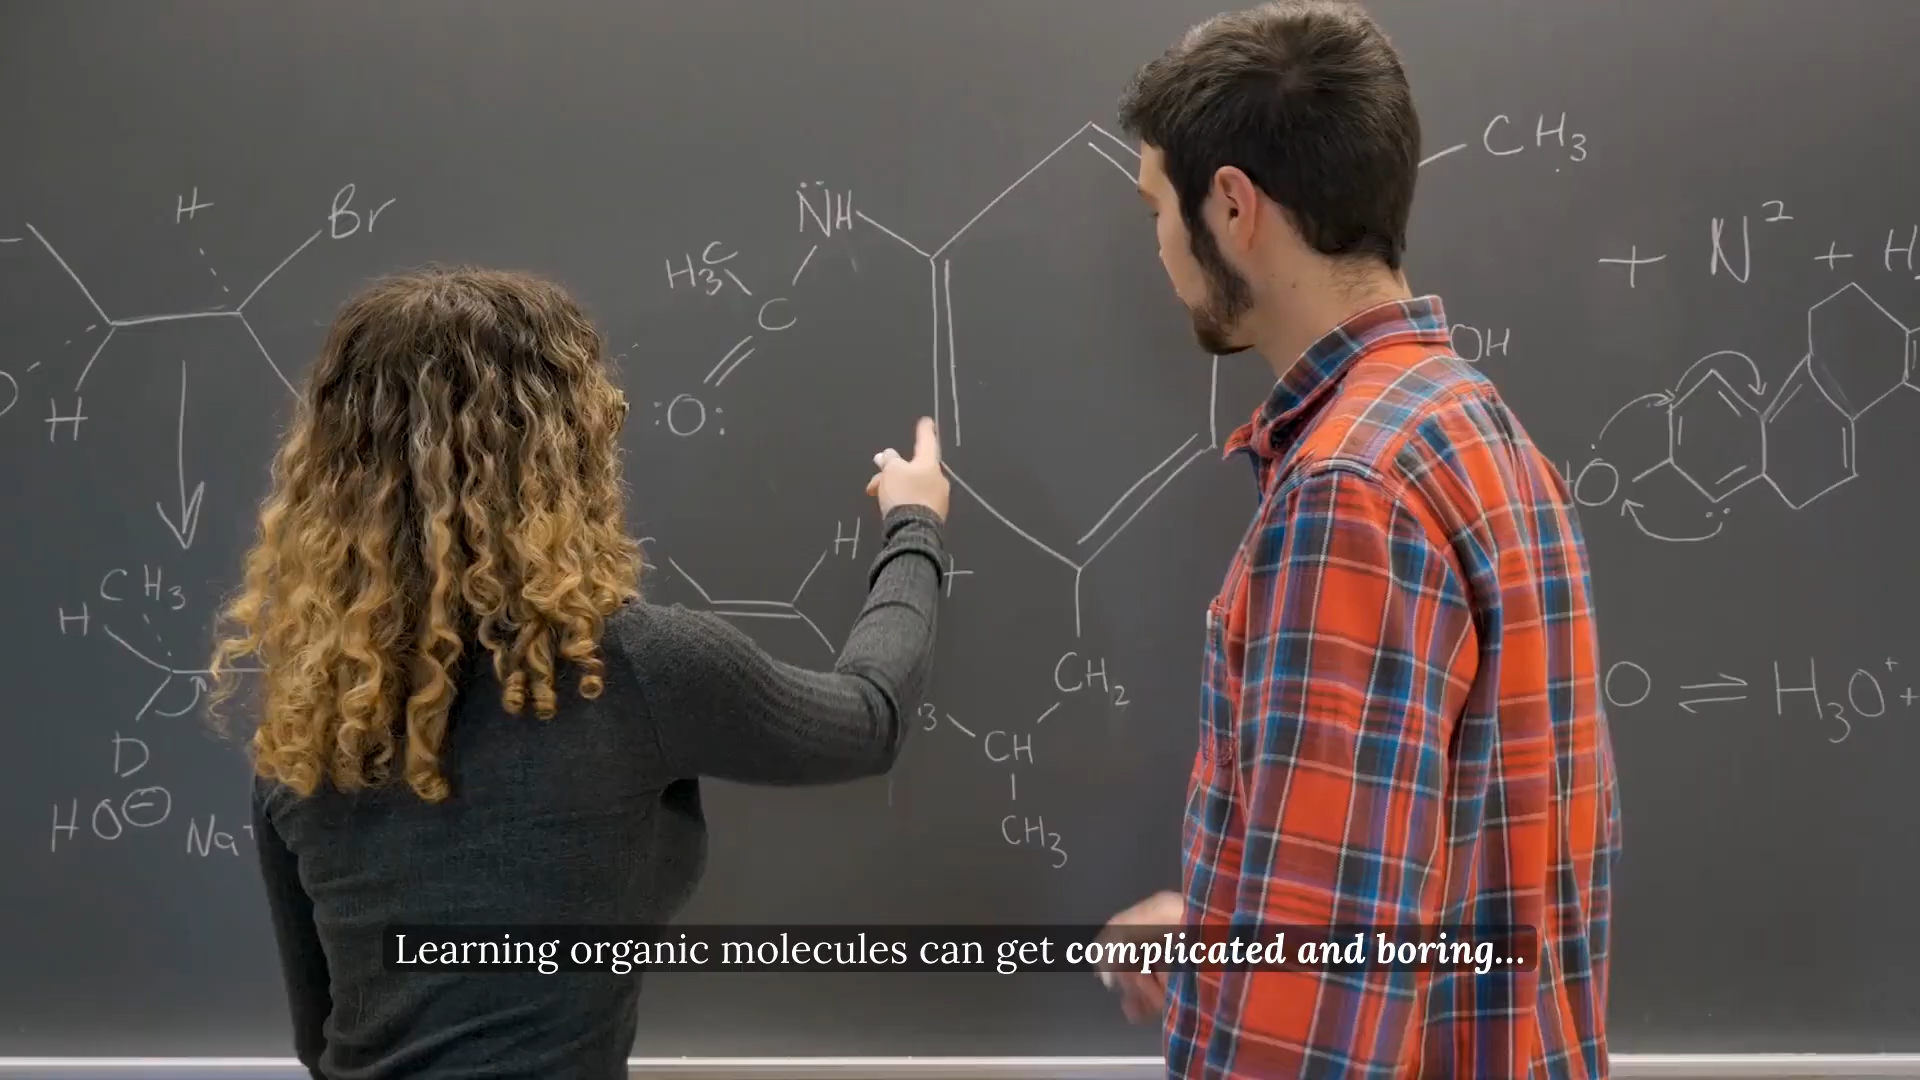 CH3
H
Br
N̈H
+ N2 + H
H3C
C
OH
:O:
H
O
H
+
CH3
H
CH2
O ⇌ H3O+ +
3
CH
D
HO⊖
Na+
CH3
Learning organic molecules can get complicated and boring...